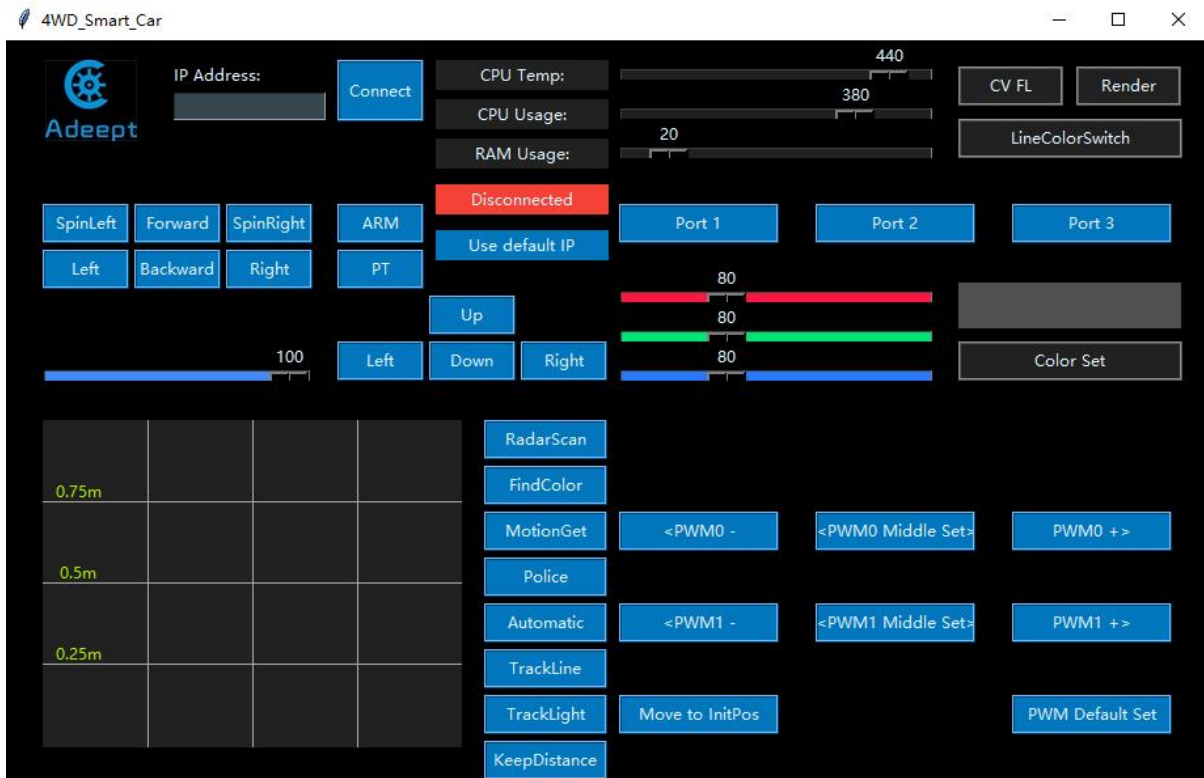 4WD_Smart_Car
Adeept
IP Address:
Connect
CPU Temp:
CPU Usage:
RAM Usage:
440
380
20
CV FL
Render
LineColorSwitch
Disconnected
Use default IP
SpinLeft
Forward
SpinRight
ARM
Left
Backward
Right
PT
Port 1
Port 2
Port 3
Up
Left
Down
Right
100
80
80
80
Color Set
0.75m
0.5m
0.25m
RadarScan
FindColor
MotionGet
Police
Automatic
TrackLine
TrackLight
KeepDistance
<PWM0 -
<PWM0 Middle Set>
PWM0 +>
<PWM1 -
<PWM1 Middle Set>
PWM1 +>
Move to InitPos
PWM Default Set